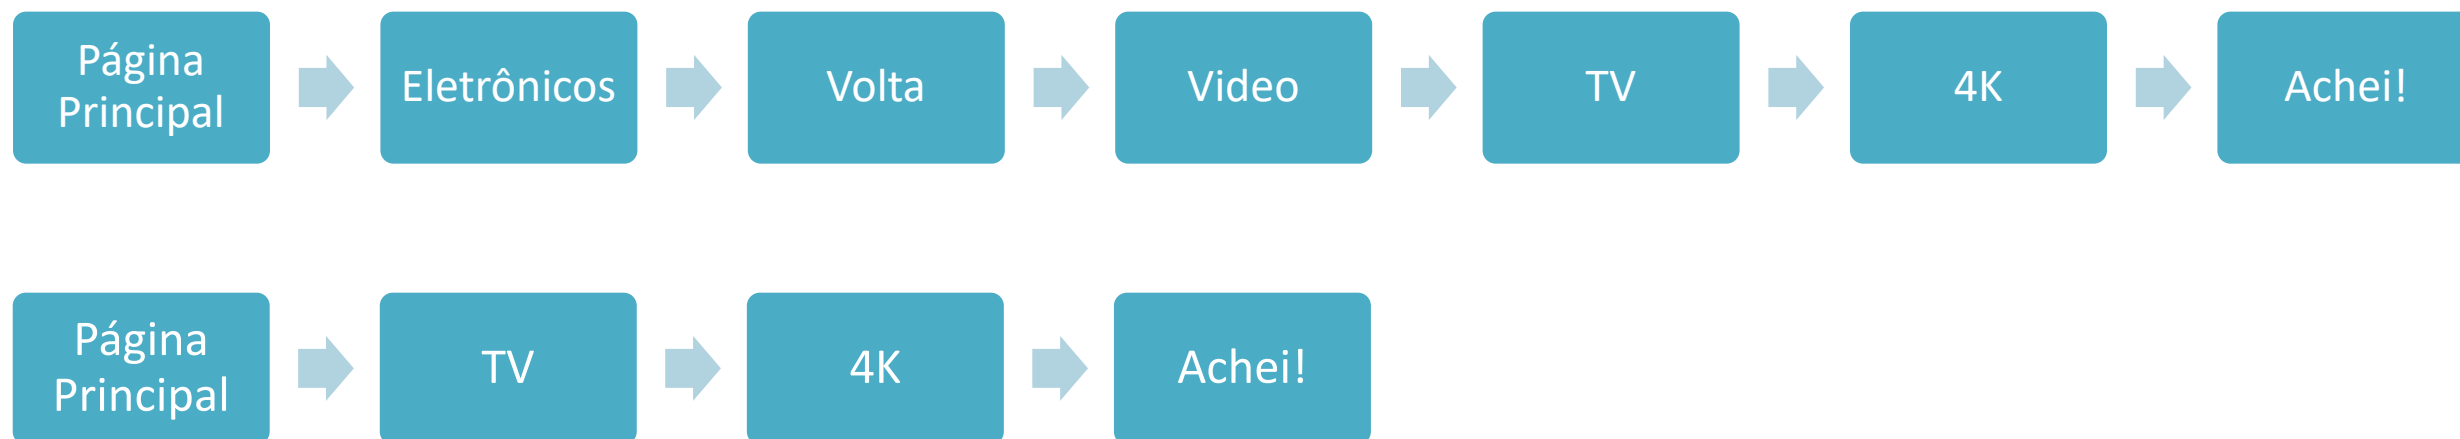 Página
Principal
Eletrônicos
Volta
Video
TV
4K
Achei!
Página
Principal
TV
4K
Achei!